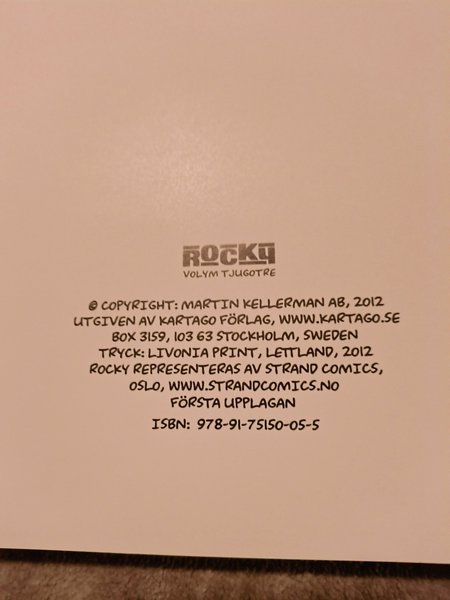 ROCKY
VOLYM TJUGOTRE
© COPYRIGHT: MARTIN KELLERMAN AB, 2012
UTGIVEN AV KARTAGO FÖRLAG, WWW.KARTAGO.SE
BOX 3159, 103 63 STOCKHOLM, SWEDEN
TRYCK: LIVONIA PRINT, LETTLAND, 2012
ROCKY REPRESENTERAS AV STRAND COMICS,
OSLO, WWW.STRANDCOMICS.NO
FÖRSTA UPPLAGAN
ISBN: 978-91-75150-05-5